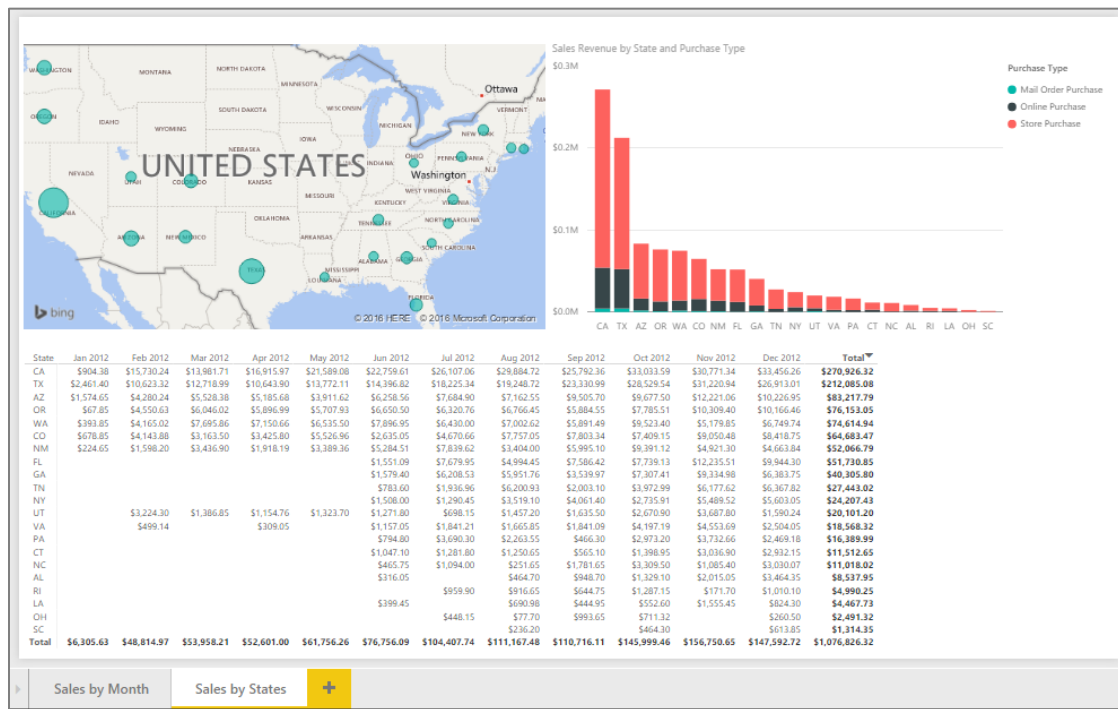 WASHINGTON
MONTANA
NORTH DAKOTA
MINNESOTA
Ottawa
OREGON
IDAHO
SOUTH DAKOTA
WISCONSIN
MICHIGAN
VERMONT
NEW YORK
WYOMING
IOWA
NEBRASKA
UNITED STATES
NEVADA
UTAH
COLORADO
KANSAS
MISSOURI
INDIANA
OHIO
PENNSYLVANIA
N.J.
Washington
WEST VIRGINIA
KENTUCKY
VIRGINIA
CALIFORNIA
OKLAHOMA
TENNESSEE
NORTH CAROLINA
ARIZONA
NEW MEXICO
ARKANSAS
SOUTH CAROLINA
TEXAS
MISSISSIPPI
ALABAMA
GEORGIA
LOUISIANA
FLORIDA
bing
© 2016 HERE © 2016 Microsoft Corporation
Sales Revenue by State and Purchase Type
$0.3M
$0.2M
$0.1M
$0.0M
CA TX AZ OR WA CO NM FL GA TN NY UT VA PA CT NC AL RI LA OH SC
Purchase Type
Mail Order Purchase
Online Purchase
Store Purchase
State Jan 2012 Feb 2012 Mar 2012 Apr 2012 May 2012 Jun 2012 Jul 2012 Aug 2012 Sep 2012 Oct 2012 Nov 2012 Dec 2012 Total
CA $904.38 $15,730.24 $13,981.71 $16,915.97 $21,589.08 $22,759.61 $26,107.06 $29,884.72 $25,792.36 $33,033.59 $30,771.34 $33,456.26 $270,926.32
TX $2,461.40 $10,623.32 $12,718.99 $10,643.90 $13,772.11 $14,396.82 $18,225.34 $19,248.72 $23,330.99 $28,529.54 $31,220.94 $26,913.01 $212,085.08
AZ $1,574.65 $4,280.24 $5,528.38 $5,185.68 $3,911.62 $6,258.56 $7,684.90 $7,162.55 $9,505.70 $9,677.50 $12,221.06 $10,226.95 $83,217.79
OR $67.85 $4,550.63 $6,046.02 $5,896.99 $5,707.93 $6,650.50 $6,320.76 $6,766.45 $5,884.55 $7,785.51 $10,309.40 $10,166.46 $76,153.05
WA $393.85 $4,165.02 $7,695.86 $7,150.66 $6,535.50 $7,896.95 $6,430.00 $7,002.62 $5,891.49 $9,523.40 $5,179.85 $6,749.74 $74,614.94
CO $678.85 $4,143.88 $3,163.50 $3,425.80 $5,526.96 $2,635.05 $4,670.66 $7,757.05 $7,803.34 $7,409.15 $9,050.48 $8,418.75 $64,683.47
NM $224.65 $1,598.20 $3,436.90 $1,918.19 $3,389.36 $5,284.51 $7,839.62 $3,404.00 $5,995.10 $9,391.12 $4,921.30 $4,663.84 $52,066.79
FL $1,551.09 $7,679.95 $4,994.45 $7,586.42 $7,739.13 $12,235.51 $9,944.30 $51,730.85
GA $1,579.40 $6,208.53 $5,951.76 $3,539.97 $7,307.41 $9,334.98 $6,383.75 $40,305.80
TN $783.60 $1,936.96 $6,200.93 $2,003.10 $3,972.99 $6,177.62 $6,367.82 $27,443.02
NY $1,508.00 $1,290.45 $3,519.10 $4,061.40 $2,735.91 $5,489.52 $5,603.05 $24,207.43
UT $3,224.30 $1,386.85 $1,154.76 $1,323.70 $1,271.80 $698.15 $1,457.20 $1,635.50 $2,670.90 $3,687.80 $1,590.24 $20,101.20
VA $499.14 $309.05 $1,157.05 $1,841.21 $1,665.85 $1,841.09 $4,197.19 $4,553.69 $2,504.05 $18,568.32
PA $794.80 $3,690.30 $2,263.55 $466.30 $2,973.22 $3,732.66 $2,469.18 $16,389.99
CT $1,047.10 $1,281.80 $1,250.65 $565.10 $1,398.95 $3,036.90 $2,932.15 $11,512.65
NC $465.75 $1,094.00 $251.65 $1,781.65 $3,309.50 $1,085.40 $3,030.07 $11,018.02
AL $316.05 $464.70 $948.70 $1,329.10 $2,015.05 $3,464.35 $8,537.95
RI $959.90 $916.65 $644.75 $1,287.15 $171.70 $1,010.10 $4,990.25
LA $399.45 $690.98 $444.95 $552.60 $1,555.45 $824.30 $4,467.73
OH $448.15 $77.70 $993.65 $711.32 $260.50 $2,491.32
SC $236.20 $464.30 $613.85 $1,314.35
Total $6,305.63 $48,814.97 $53,958.21 $52,601.00 $61,756.26 $76,756.09 $104,407.74 $111,167.48 $110,716.11 $145,999.46 $156,750.65 $147,592.72 $1,076,826.32
Sales by Month
Sales by States
+